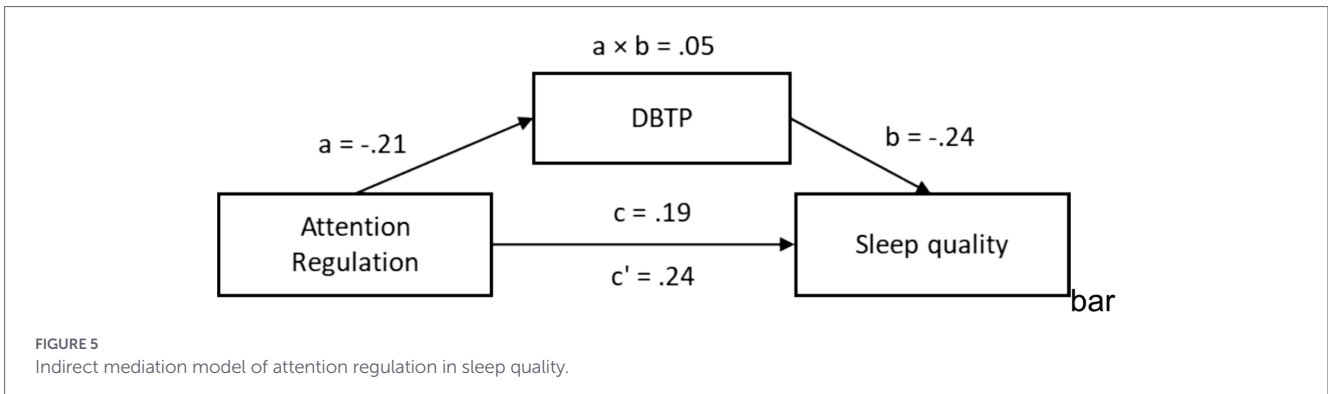 a × b = .05
DBTP
a = -.21
b = -.24
Attention
Regulation
c = .19
c' = .24
Sleep quality
bar
FIGURE 5
Indirect mediation model of attention regulation in sleep quality.